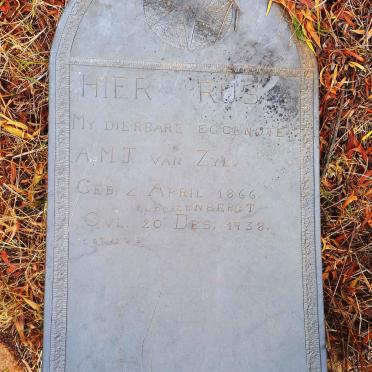 HIER RUS
MY DIERBARE EGGENOTE
A.M.J. VAN ZYL
GEB 2 APRIL 1866
OVL. 20 DES. 1938.